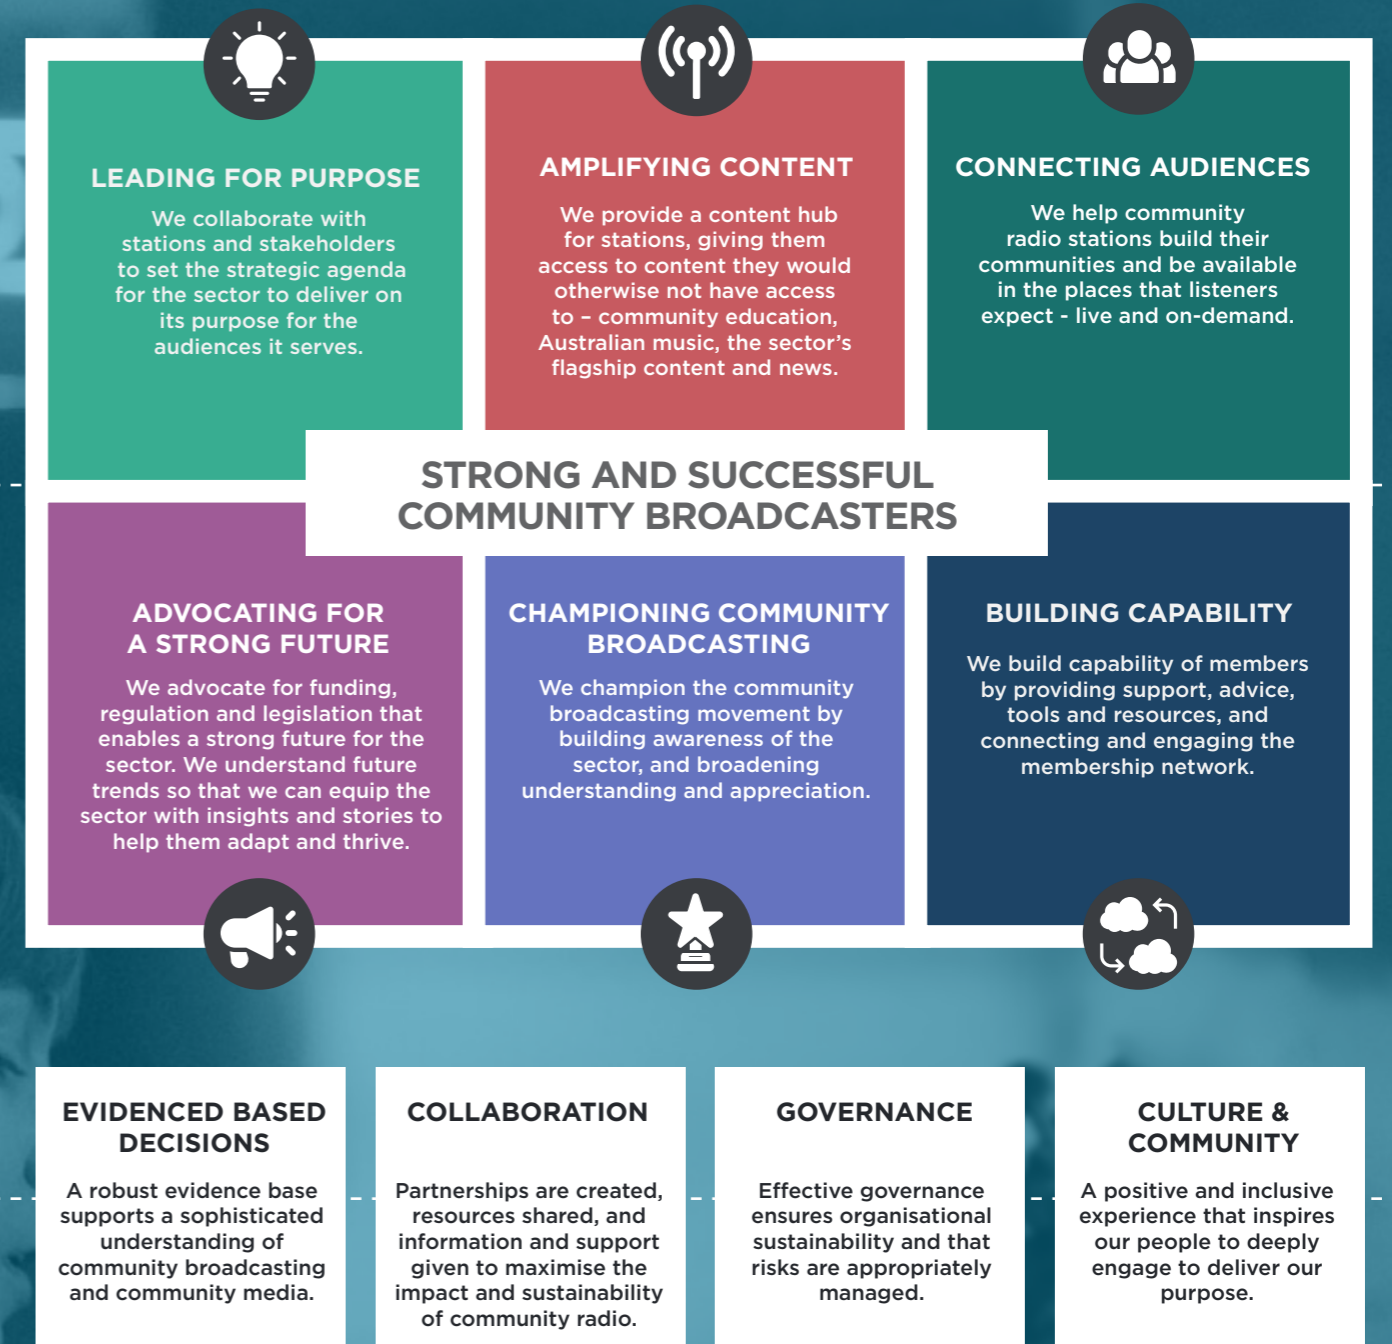 LEADING FOR PURPOSE
We collaborate with
stations and stakeholders
to set the strategic agenda
for the sector to deliver on
its purpose for the
audiences it serves.
AMPLIFYING CONTENT
We provide a content hub
for stations, giving them
access to content they would
otherwise not have access
to – community education,
Australian music, the sector’s
flagship content and news.
CONNECTING AUDIENCES
We help community
radio stations build their
communities and be available
in the places that listeners
expect - live and on-demand.
STRONG AND SUCCESSFUL
COMMUNITY BROADCASTERS
ADVOCATING FOR
A STRONG FUTURE
We advocate for funding,
regulation and legislation that
enables a strong future for the
sector. We understand future
trends so that we can equip the
sector with insights and stories to
help them adapt and thrive.
CHAMPIONING COMMUNITY
BROADCASTING
We champion the community
broadcasting movement by
building awareness of the
sector, and broadening
understanding and appreciation.
BUILDING CAPABILITY
We build capability of members
by providing support, advice,
tools and resources, and
connecting and engaging the
membership network.
EVIDENCED BASED
DECISIONS
A robust evidence base
supports a sophisticated
understanding of
community broadcasting
and community media.
COLLABORATION
Partnerships are created,
resources shared, and
information and support
given to maximise the
impact and sustainability
of community radio.
GOVERNANCE
Effective governance
ensures organisational
sustainability and that
risks are appropriately
managed.
CULTURE &
COMMUNITY
A positive and inclusive
experience that inspires
our people to deeply
engage to deliver our
purpose.